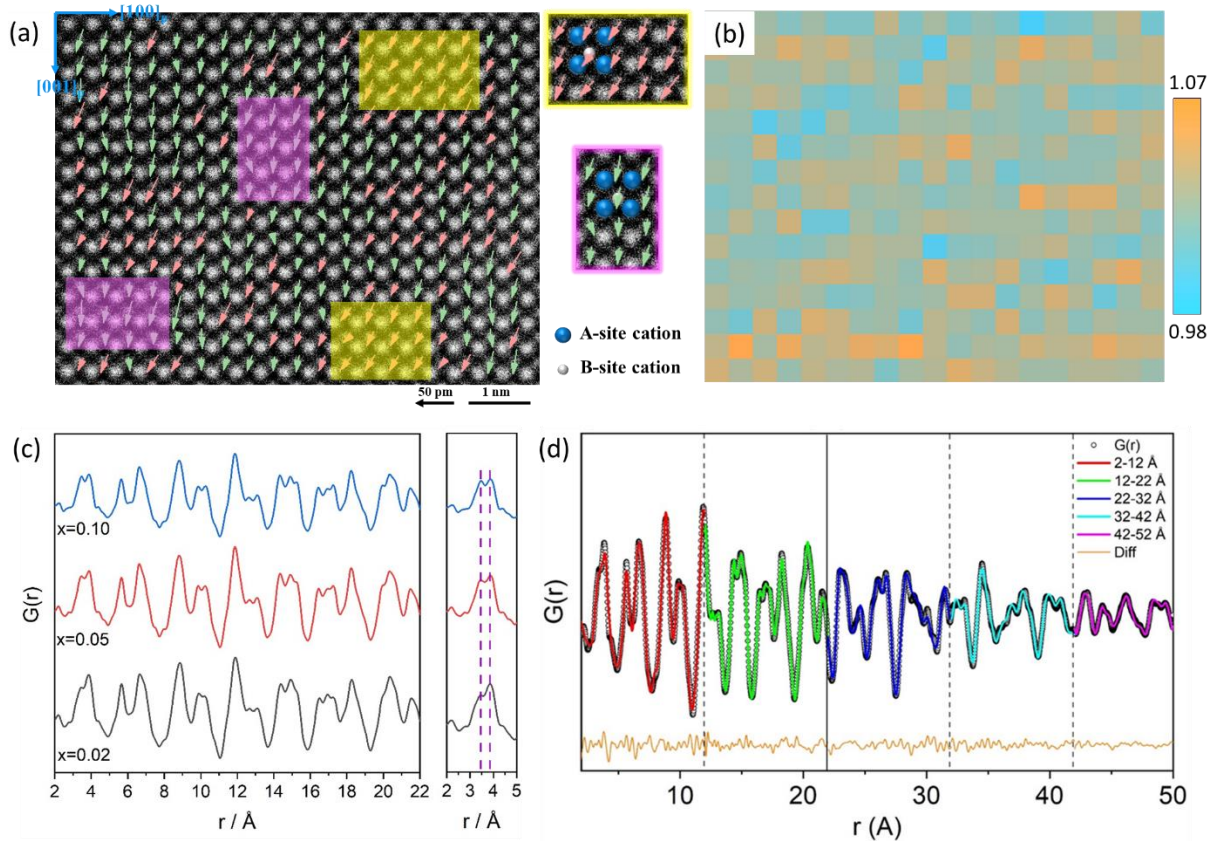 (a)
[100]
[001]
50 pm
1 nm
A-site cation
B-site cation
(b)
1.07
0.98
(c)
G(r)
x=0.10
x=0.05
x=0.02
2 4 6 8 10 12 14 16 18 20 22
r / Å
2 3 4 5
r / Å
(d)
G(r)
G(r)
2-12 Å
12-22 Å
22-32 Å
32-42 Å
42-52 Å
Diff
10 20 30 40 50
r (A)